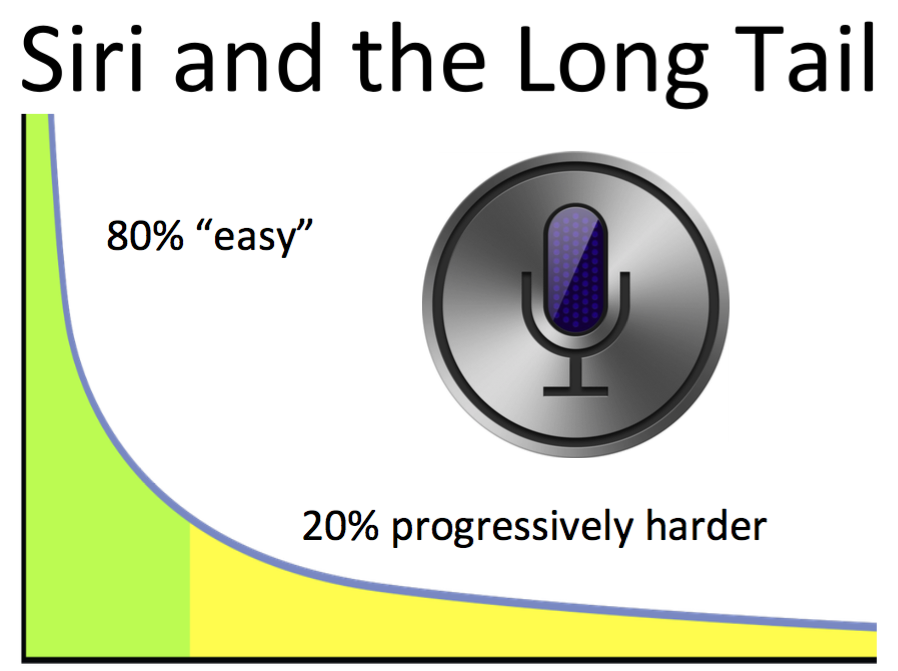 Siri and the Long Tail
80% “easy”
20% progressively harder